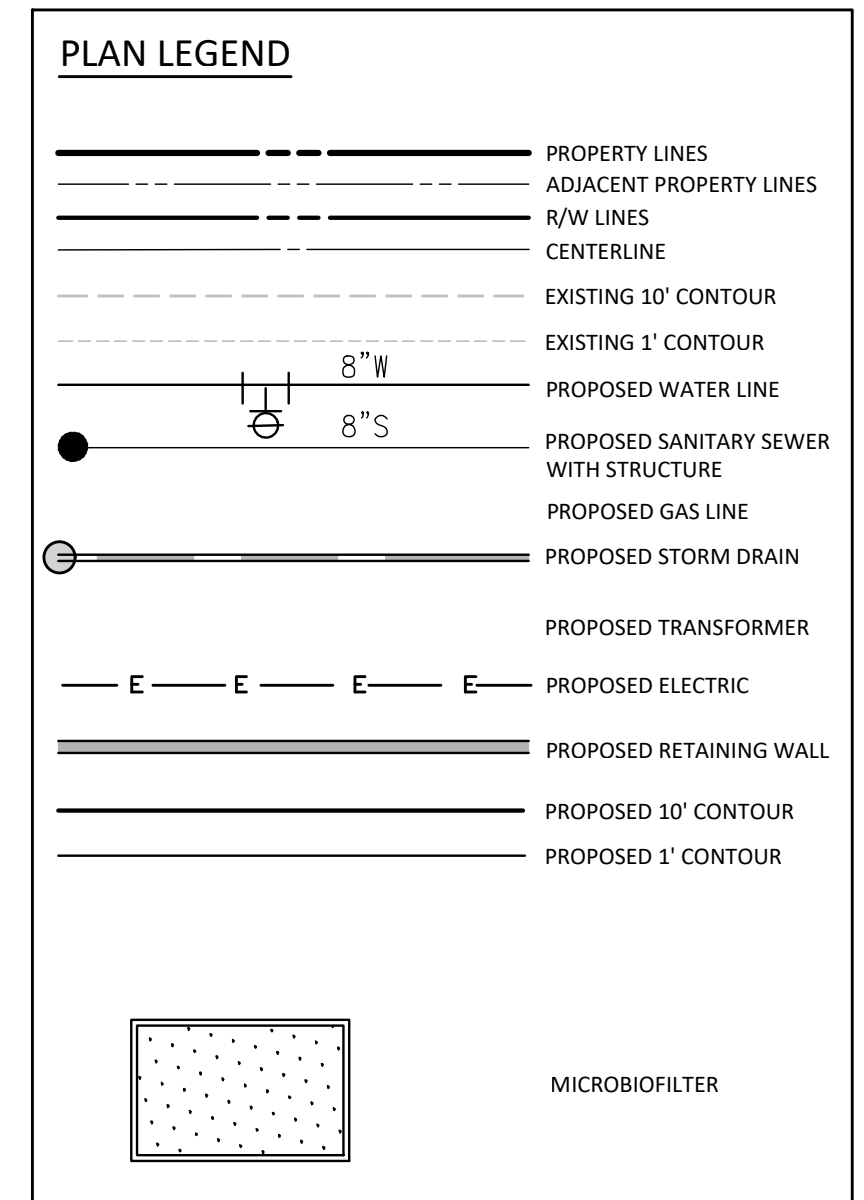 PLAN LEGEND
PROPERTY LINES
ADJACENT PROPERTY LINES
R/W LINES
CENTERLINE
EXISTING 10' CONTOUR
EXISTING 1' CONTOUR
8"W
PROPOSED WATER LINE
8"S
PROPOSED SANITARY SEWER
WITH STRUCTURE
PROPOSED GAS LINE
PROPOSED STORM DRAIN
PROPOSED TRANSFORMER
E E E E PROPOSED ELECTRIC
PROPOSED RETAINING WALL
PROPOSED 10' CONTOUR
PROPOSED 1' CONTOUR
MICROBIOFILTER